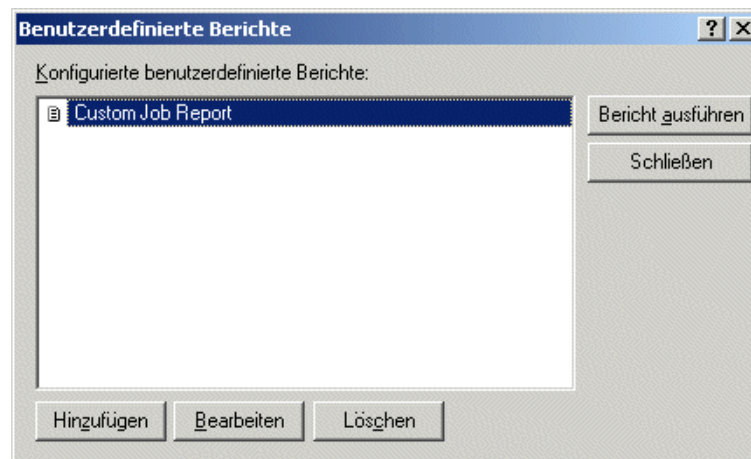 Benutzerdefinierte Berichte
Konfigurierte benutzerdefinierte Berichte:
Custom Job Report
Bericht ausführen
Schließen
Hinzufügen
Bearbeiten
Löschen